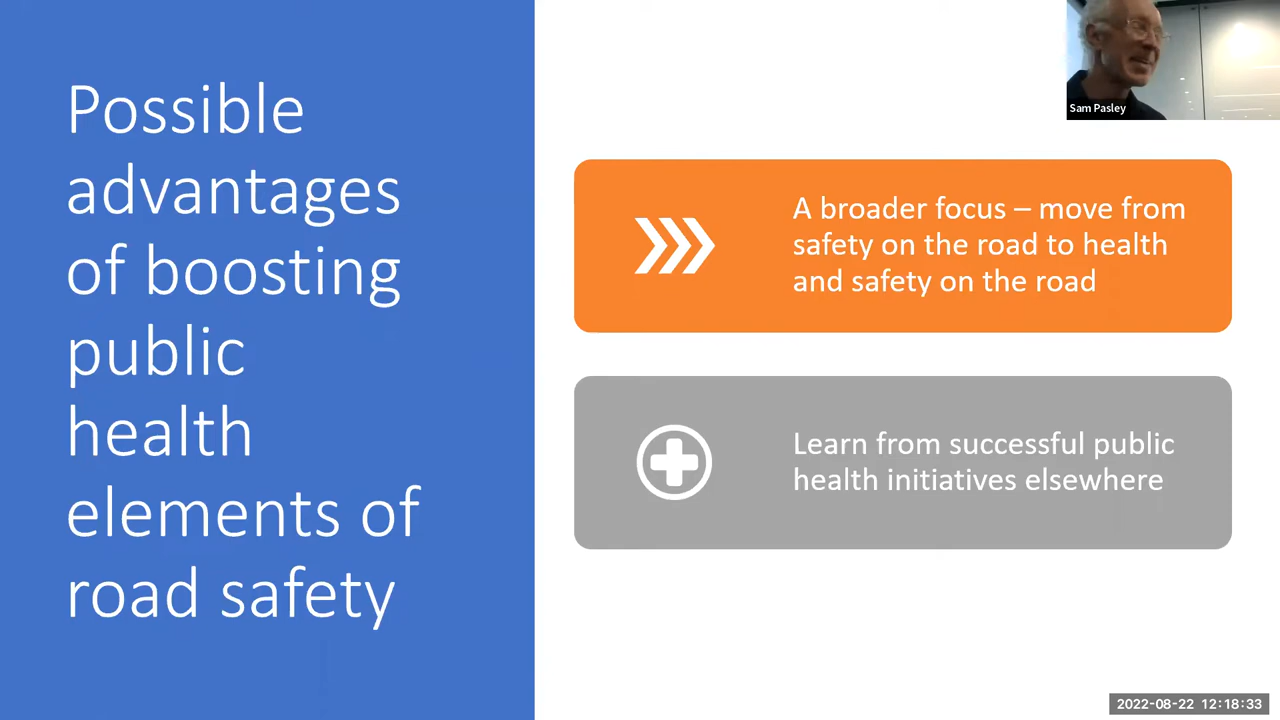 Possible
advantages
of boosting
public
health
elements of
road safety
Sam Pasley
A broader focus – move from
safety on the road to health
and safety on the road
Learn from successful public
health initiatives elsewhere
2022-08-22 12:18:33